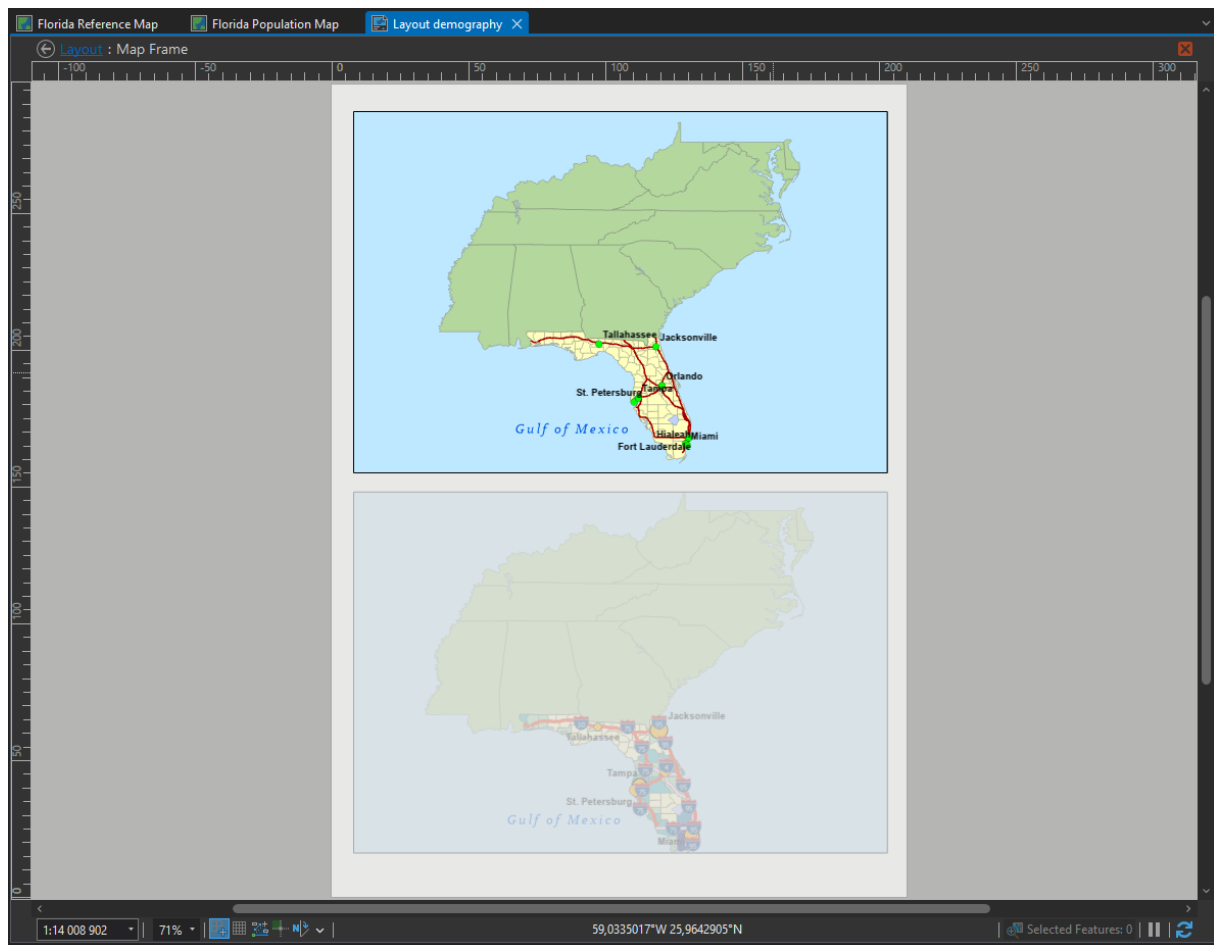 Florida Reference Map
Florida Population Map
Layout demography
Layout : Map Frame
-100
-50
0
50
100
150
200
250
300
250
200
150
100
50
0
Tallahassee
Jacksonville
Orlando
Tampa
St. Petersburg
Gulf of Mexico
Hialeah
Miami
Fort Lauderdale
Jacksonville
Tallahassee
Tampa
St. Petersburg
Gulf of Mexico
Miami
1:14 008 902
71%
59,0335017°W 25,9642905°N
Selected Features: 0